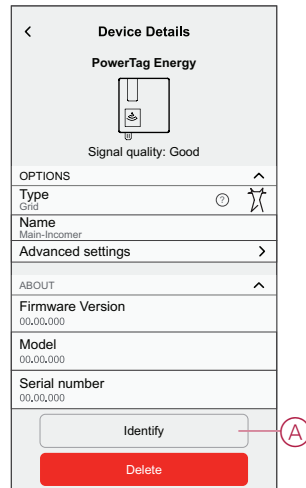 Device Details
PowerTag Energy
Signal quality: Good
OPTIONS
Type
?
Grid
Name
Main-Incomer
Advanced settings
ABOUT
Firmware Version
00.00.000
Model
00.00.000
Serial number
00.00.000
Identify
A
Delete